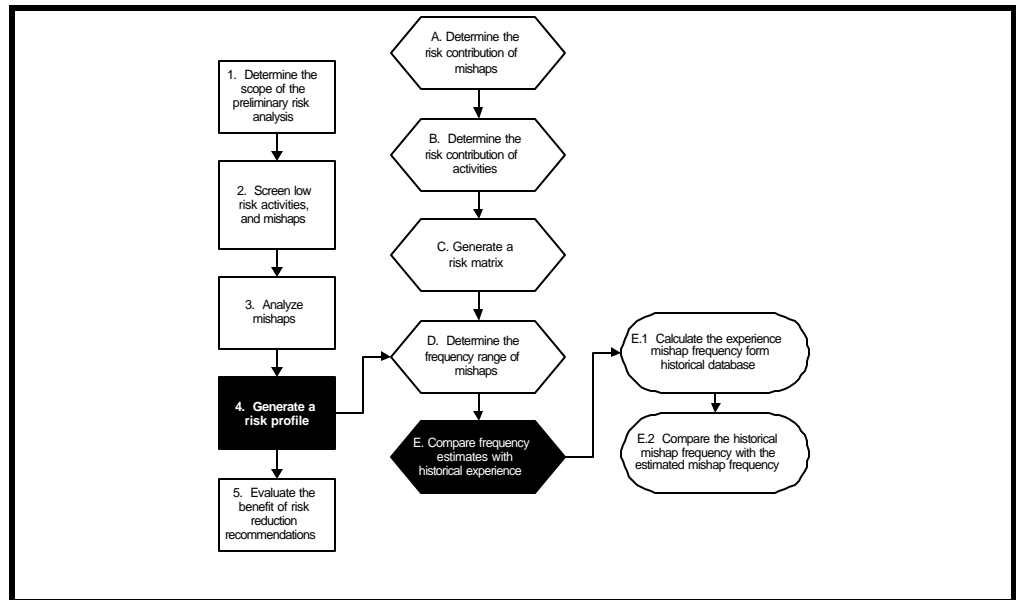 1. Determine the
scope of the
preliminary risk
analysis
2. Screen low
risk activities,
and mishaps
3. Analyze
mishaps
4. Generate a
risk profile
5. Evaluate the
benefit of risk
reduction
recommendations
A. Determine the
risk contribution of
mishaps
B. Determine the
risk contribution of
activities
C. Generate a
risk matrix
D. Determine the
frequency range of
mishaps
E. Compare frequency
estimates with
historical experience
E.1 Calculate the experience
mishap frequency form
historical database
E.2 Compare the historical
mishap frequency with the
estimated mishap frequency